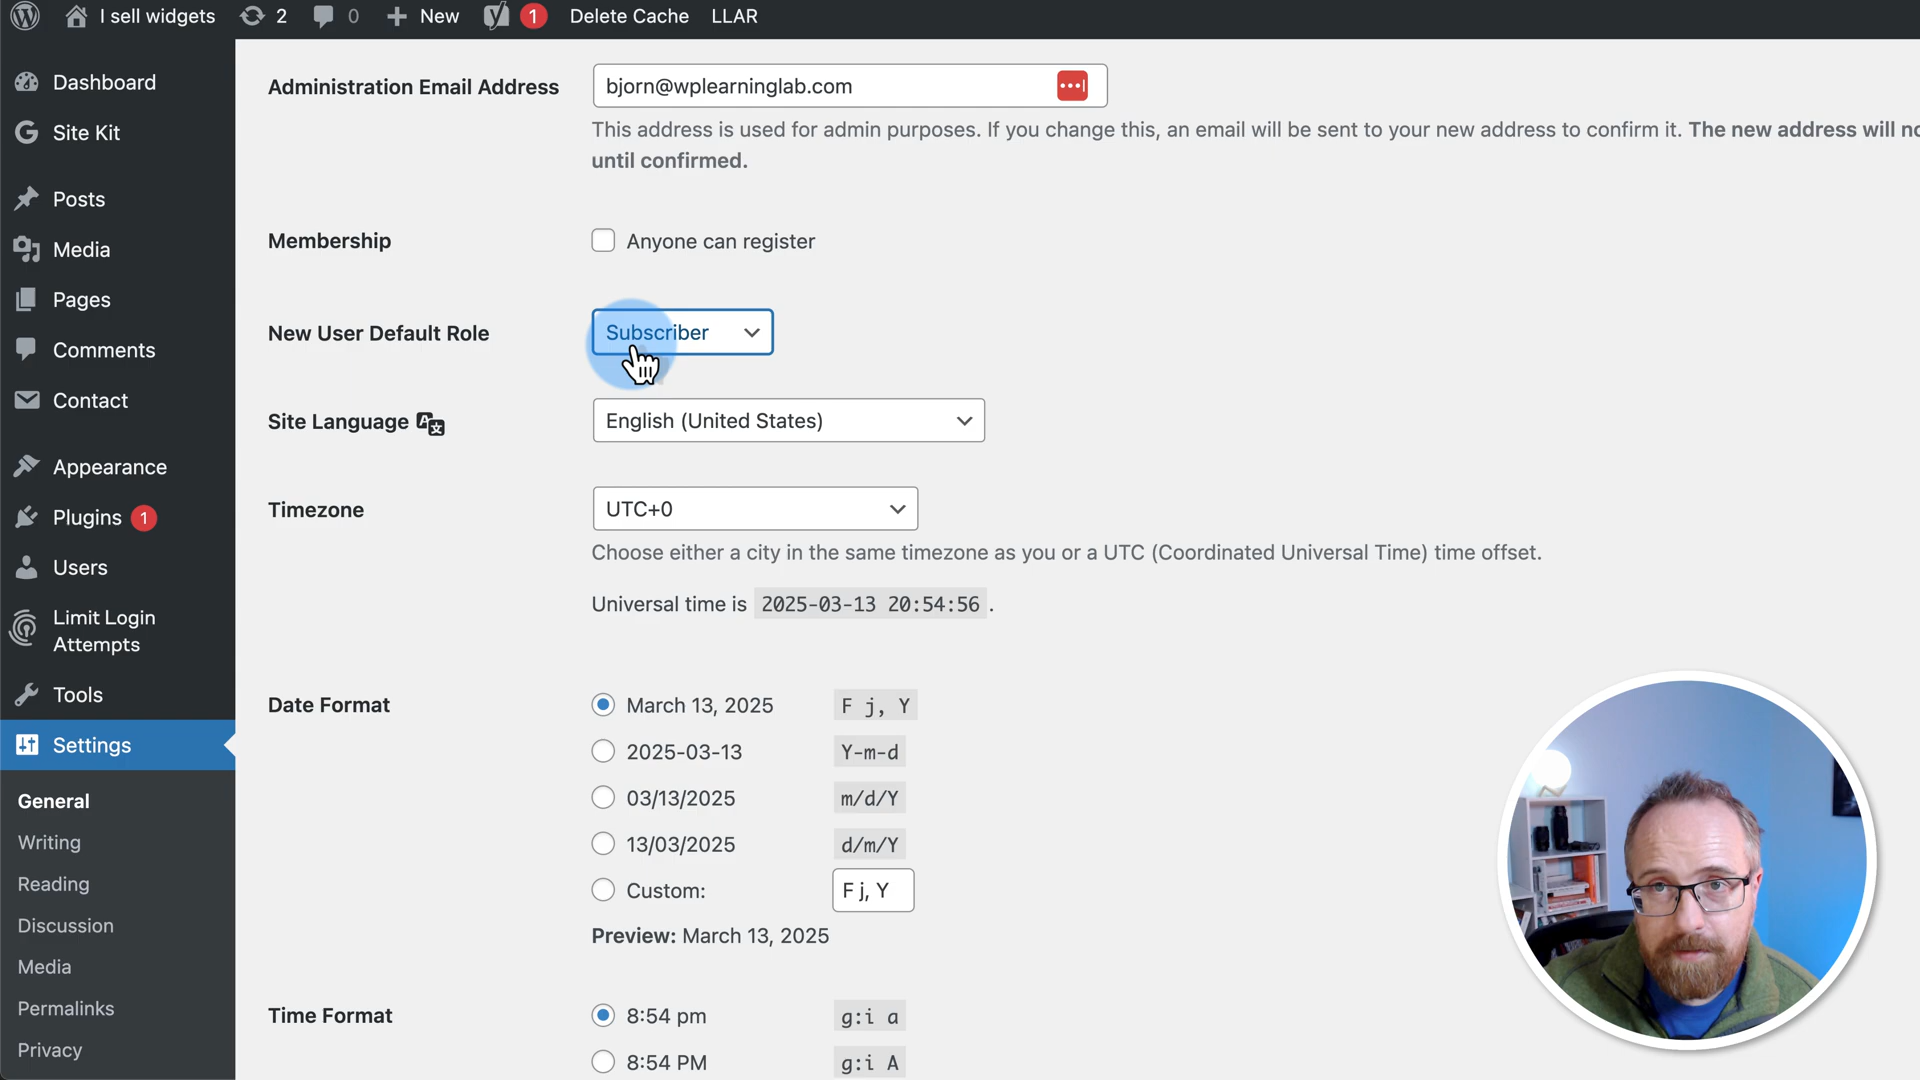 I sell widgets 2 0 New 1 Delete Cache LLAR
Dashboard
Site Kit
Posts
Media
Pages
Comments
Contact
Appearance
Plugins 1
Users
Limit Login
Attempts
Tools
Settings
General
Writing
Reading
Discussion
Media
Permalinks
Privacy
Administration Email Address bjorn@wplearninglab.com
This address is used for admin purposes. If you change this, an email will be sent to your new address to confirm it. The new address will
until confirmed.
Membership Anyone can register
New User Default Role Subscriber
Site Language English (United States)
Timezone UTC+0
Choose either a city in the same timezone as you or a UTC (Coordinated Universal Time) time offset.
Universal time is 2025-03-13 20:54:56 .
Date Format March 13, 2025 F j, Y
2025-03-13 Y-m-d
03/13/2025 m/d/Y
13/03/2025 d/m/Y
Custom: F j, Y
Preview: March 13, 2025
Time Format 8:54 pm g:i a
8:54 PM g:i A